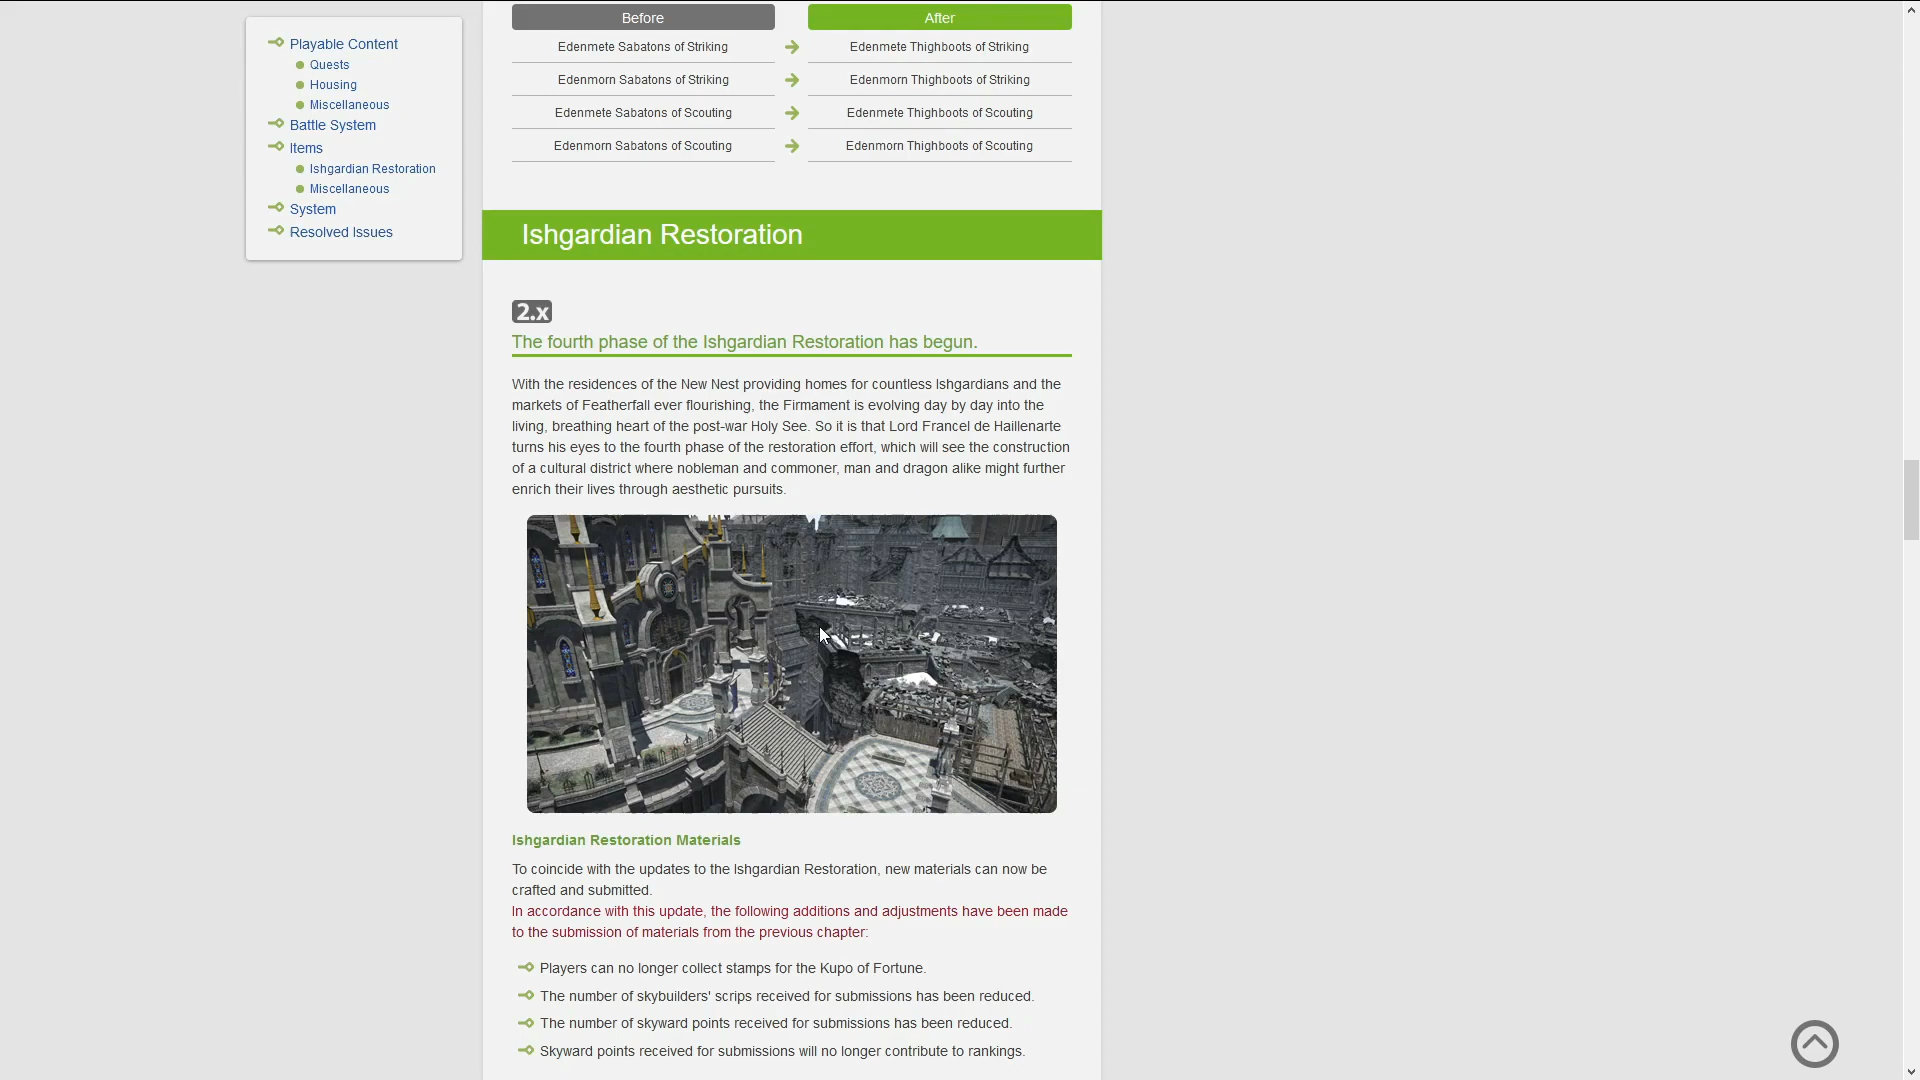 Playable Content
Quests
Housing
Miscellaneous
Battle System
Items
Ishgardian Restoration
Miscellaneous
System
Resolved Issues
Before After
Edenmete Sabatons of Striking Edenmete Thighboots of Striking
Edenmorn Sabatons of Striking Edenmorn Thighboots of Striking
Edenmete Sabatons of Scouting Edenmete Thighboots of Scouting
Edenmorn Sabatons of Scouting Edenmorn Thighboots of Scouting
Ishgardian Restoration
2.x
The fourth phase of the Ishgardian Restoration has begun.
With the residences of the New Nest providing homes for countless Ishgardians and the
markets of Featherfall ever flourishing, the Firmament is evolving day by day into the
living, breathing heart of the post-war Holy See. So it is that Lord Francel de Haillenarte
turns his eyes to the fourth phase of the restoration effort, which will see the construction
of a cultural district where nobleman and commoner, man and dragon alike might further
enrich their lives through aesthetic pursuits.
Ishgardian Restoration Materials
To coincide with the updates to the Ishgardian Restoration, new materials can now be
crafted and submitted.
In accordance with this update, the following additions and adjustments have been made
to the submission of materials from the previous chapter:
Players can no longer collect stamps for the Kupo of Fortune.
The number of skybuilders' scrips received for submissions has been reduced.
The number of skyward points received for submissions has been reduced.
Skyward points received for submissions will no longer contribute to rankings.